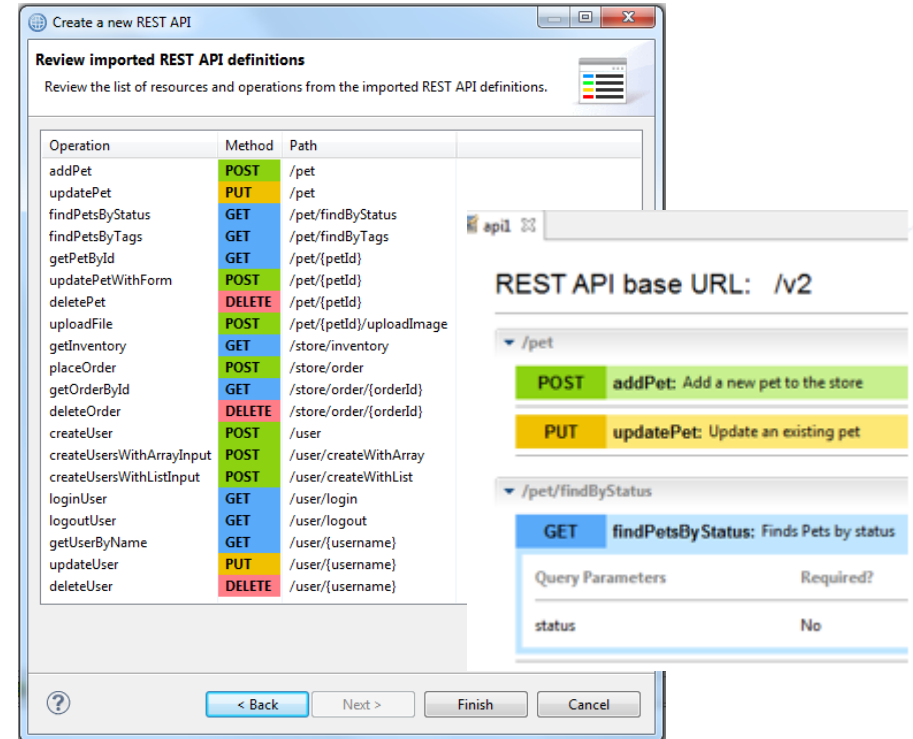 Create a new REST API
Review imported REST API definitions
Review the list of resources and operations from the imported REST API definitions.
Operation Method Path
addPet POST /pet
updatePet PUT /pet
findPetsByStatus GET /pet/findByStatus
findPetsByTags GET /pet/findByTags
getPetById GET /pet/{petId}
updatePetWithForm POST /pet/{petId}
deletePet DELETE /pet/{petId}
uploadFile POST /pet/{petId}/uploadImage
getInventory GET /store/inventory
placeOrder POST /store/order
getOrderById GET /store/order/{orderId}
deleteOrder DELETE /store/order/{orderId}
createUser POST /user
createUsersWithArrayInput POST /user/createWithArray
createUsersWithListInput POST /user/createWithList
loginUser GET /user/login
logoutUser GET /user/logout
getUserByName GET /user/{username}
updateUser PUT /user/{username}
deleteUser DELETE /user/{username}
? < Back Next > Finish Cancel
api1
REST API base URL: /v2
/pet
POST addPet: Add a new pet to the store
PUT updatePet: Update an existing pet
/pet/findByStatus
GET findPetsByStatus: Finds Pets by status
Query Parameters Required?
status No